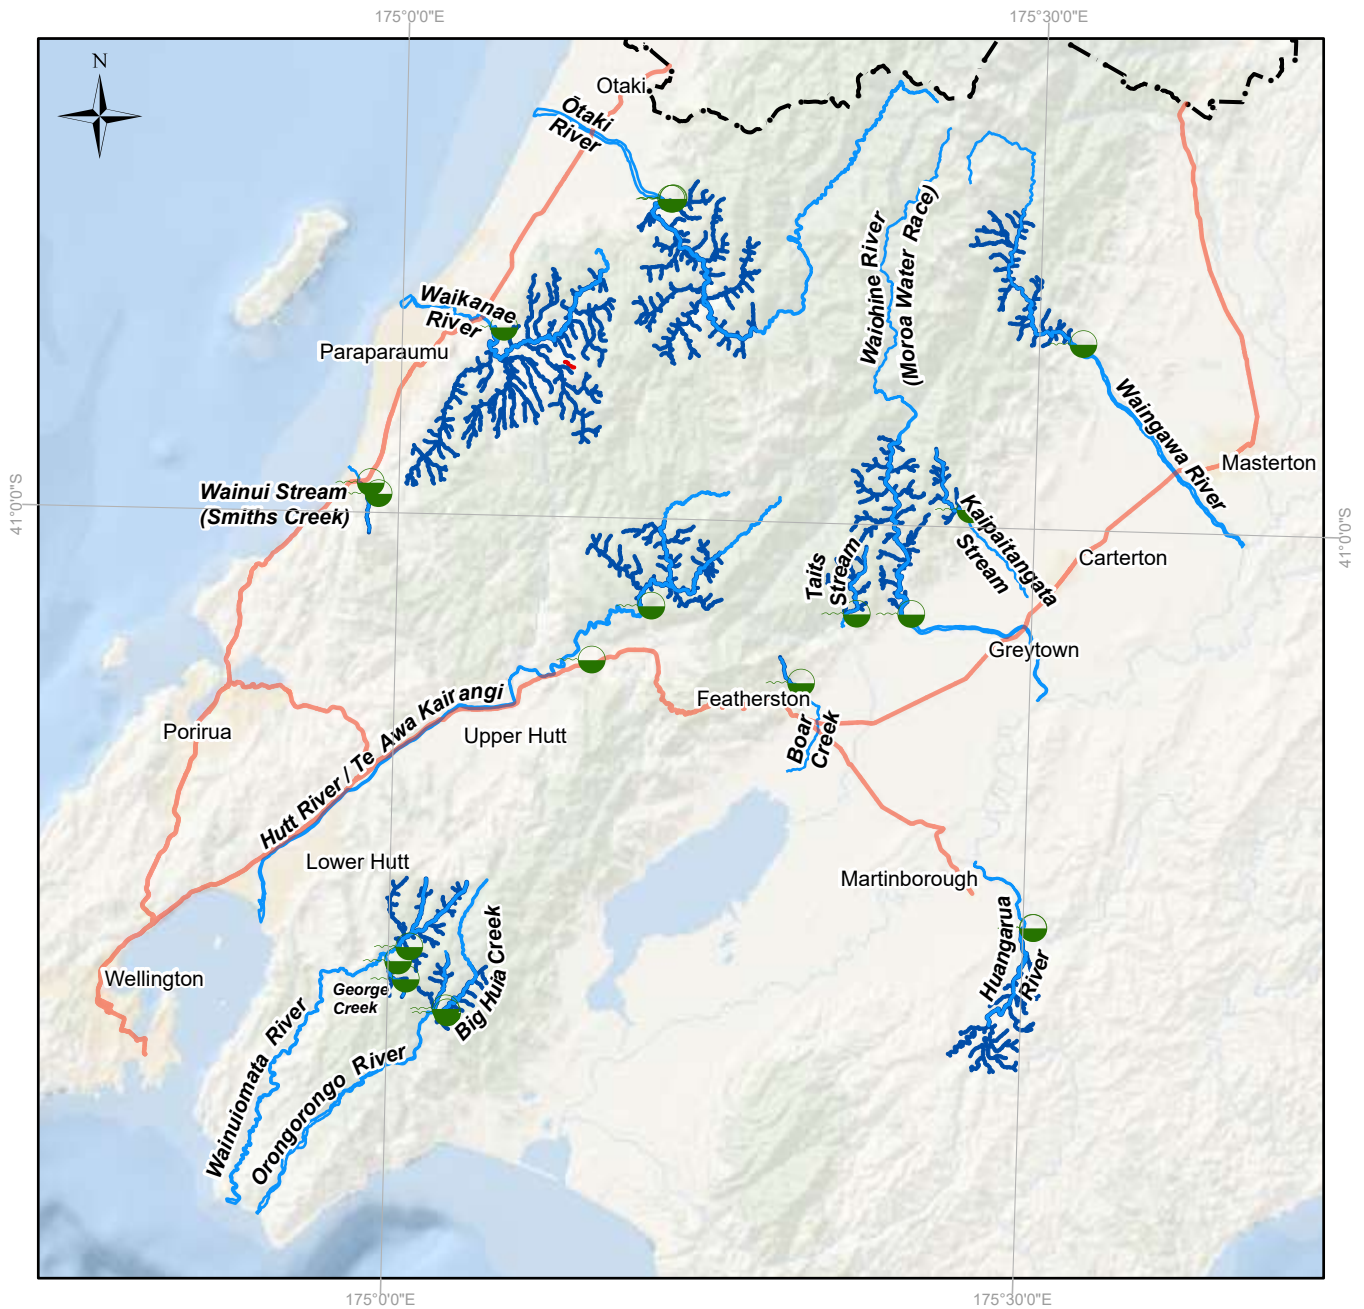 175°0'0"E
175°30'0"E
N
Otaki
Ōtaki
River
Waiohine River
(Moroa Water Race)
Waikanae
River
Paraparaumu
Waingawa River
Masterton
Wainui Stream
(Smiths Creek)
41°0'0"S
41°0'0"S
Kaipaitangata
Stream
Taits
Stream
Carterton
Greytown
Featherston
Boar
Creek
Porirua
Upper Hutt
Hutt River / Te Awa Kairangi
Lower Hutt
Martinborough
Huangarua
River
Wellington
George
Creek
Big Huia Creek
Wainuiomata River
Orongorongo River
175°0'0"E
175°30'0"E